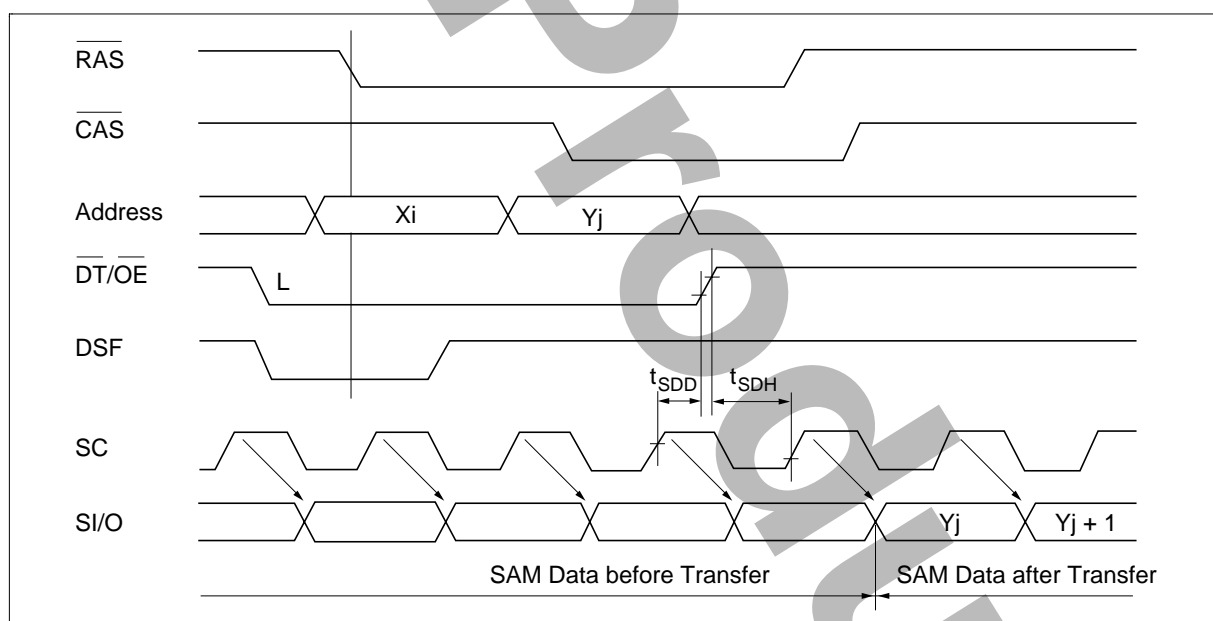 RAS
CAS
Address Xi Yj
DT/OE L
DSF
tSDD tSDH
SC
SI/O Yj Yj + 1
SAM Data before Transfer SAM Data after Transfer